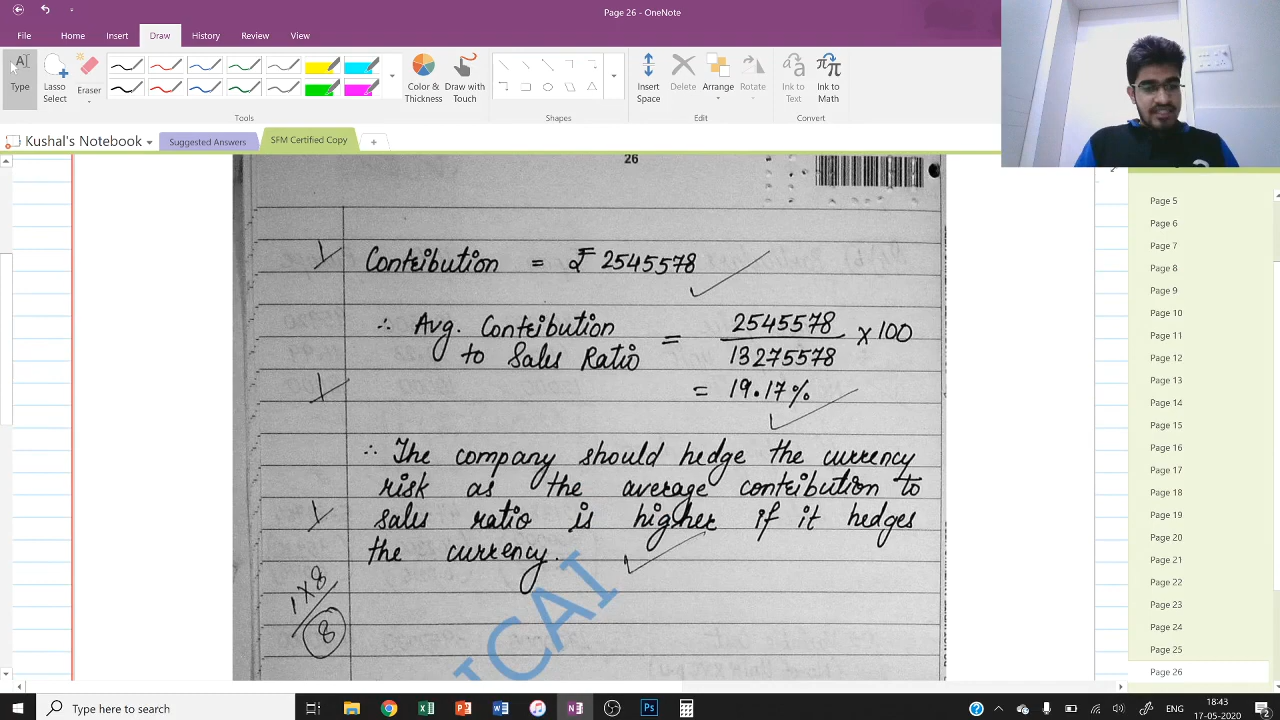 Page 26 - OneNote
File Home Insert Draw History Review View
Type
Lasso Select
Eraser
Color & Thickness
Draw with Touch
Insert Space
Delete
Arrange
Rotate
Ink to Text
Ink to Math
Tools Shapes Edit Convert
Kushal's Notebook
Suggested Answers
SFM Certified Copy
26
Contribution = ₹ 2545578
∴ Avg. Contribution to Sales Ratio = 2545578 / 13275578 × 100
= 19.17%
∴ The company should hedge the currency
risk as the average contribution to
sales ratio is higher if it hedges
the currency.
1 × 8
8
ICAI
Page 5
Page 6
Page 7
Page 8
Page 9
Page 10
Page 11
Page 12
Page 13
Page 14
Page 15
Page 16
Page 17
Page 18
Page 19
Page 20
Page 21
Page 22
Page 23
Page 24
Page 25
Page 26
Type here to search
18:43
17-05-2020